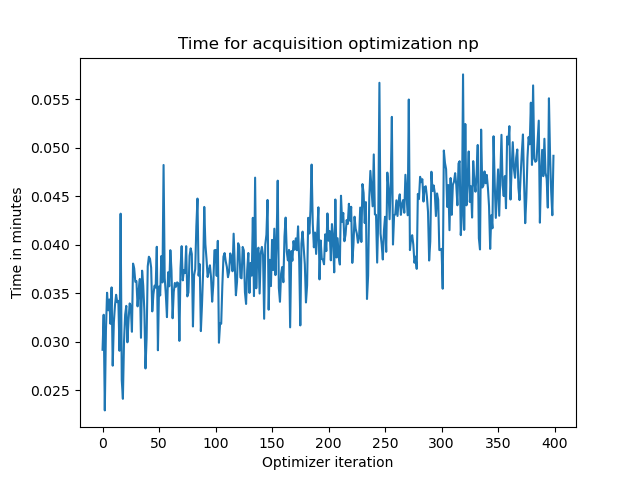 Time for acquisition optimization np
0.055
0.050
0.045
0.040
0.035
0.030
0.025
Time in minutes
0 50 100 150 200 250 300 350 400
Optimizer iteration